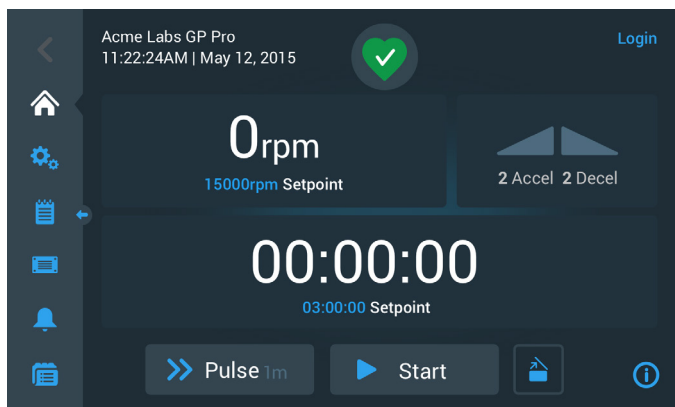 Acme Labs GP Pro
11:22:24AM | May 12, 2015
Login
0rpm
15000rpm Setpoint
2 Accel 2 Decel
00:00:00
03:00:00 Setpoint
Pulse 1m
Start